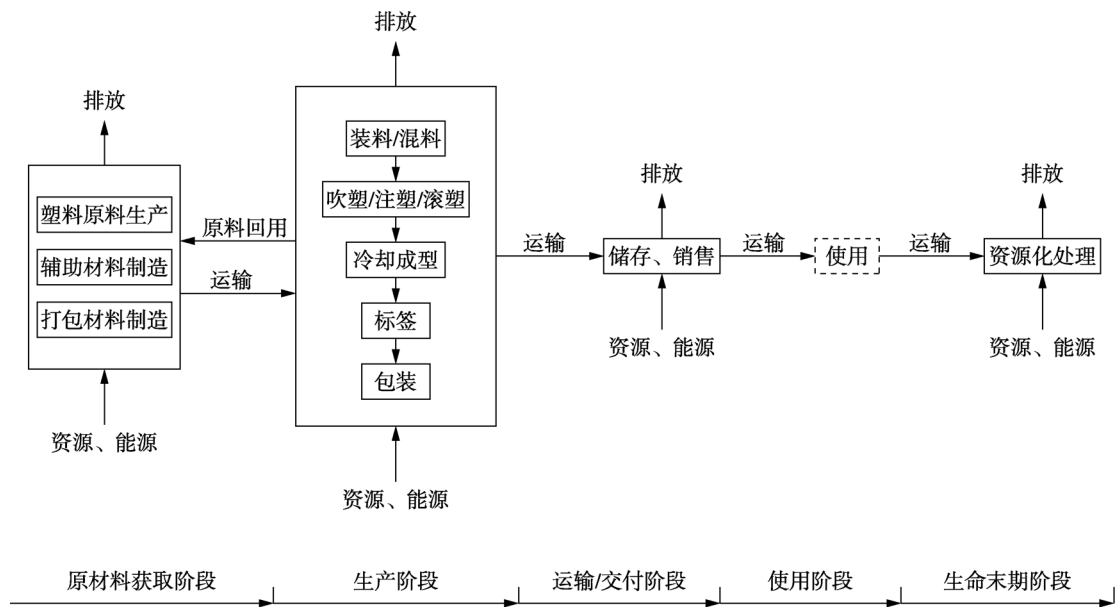 排放
塑料原料生产
辅助材料制造
打包材料制造
资源、能源
原料回用
运输
排放
装料/混料
吹塑/注塑/滚塑
冷却成型
标签
包装
资源、能源
运输
排放
储存、销售
资源、能源
运输
使用
运输
排放
资源化处理
资源、能源
原材料获取阶段
生产阶段
运输/交付阶段
使用阶段
生命末期阶段